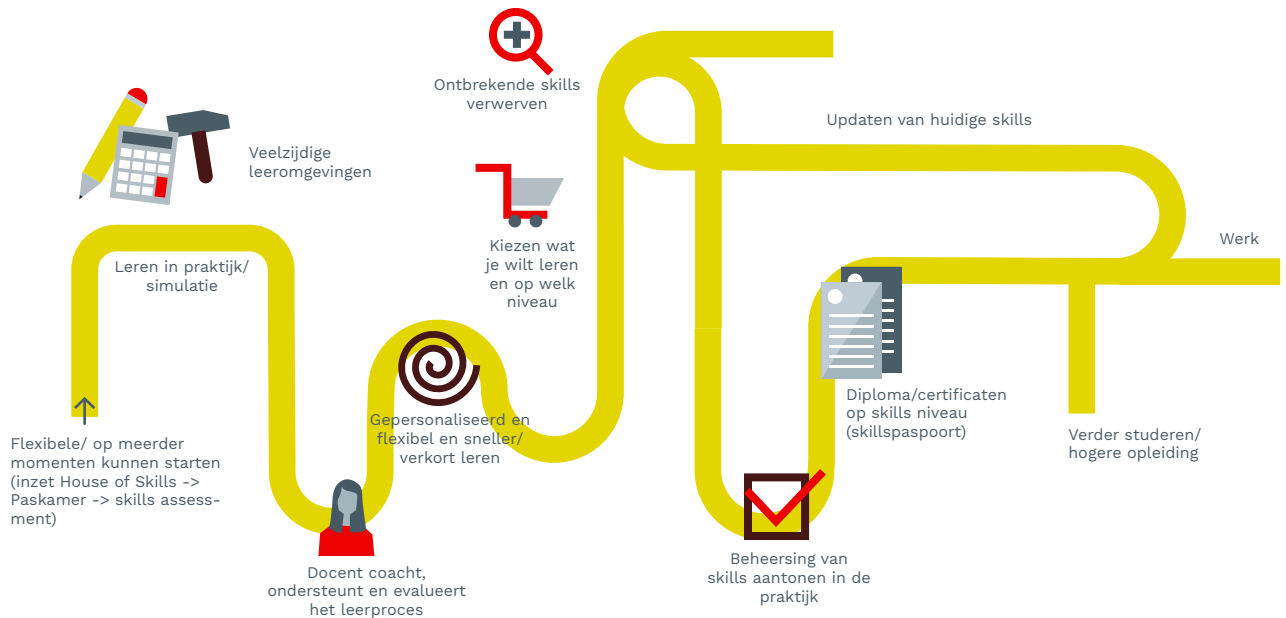 Veelzijdige
leeromgevingen
Leren in praktijk/
simulatie
Flexibele/ op meerder
momenten kunnen starten
(inzet House of Skills ->
Paskamer -> skills assess-
ment)
Docent coacht,
ondersteunt en evalueert
het leerproces
Gepersonaliseerd en
flexibel en sneller/
verkort leren
Ontbrekende skills
verwerven
Kiezen wat
je wilt leren
en op welk
niveau
Updaten van huidige skills
Werk
Diploma/certificaten
op skills niveau
(skillspaspoort)
Verder studeren/
hogere opleiding
Beheersing van
skills aantonen in de
praktijk